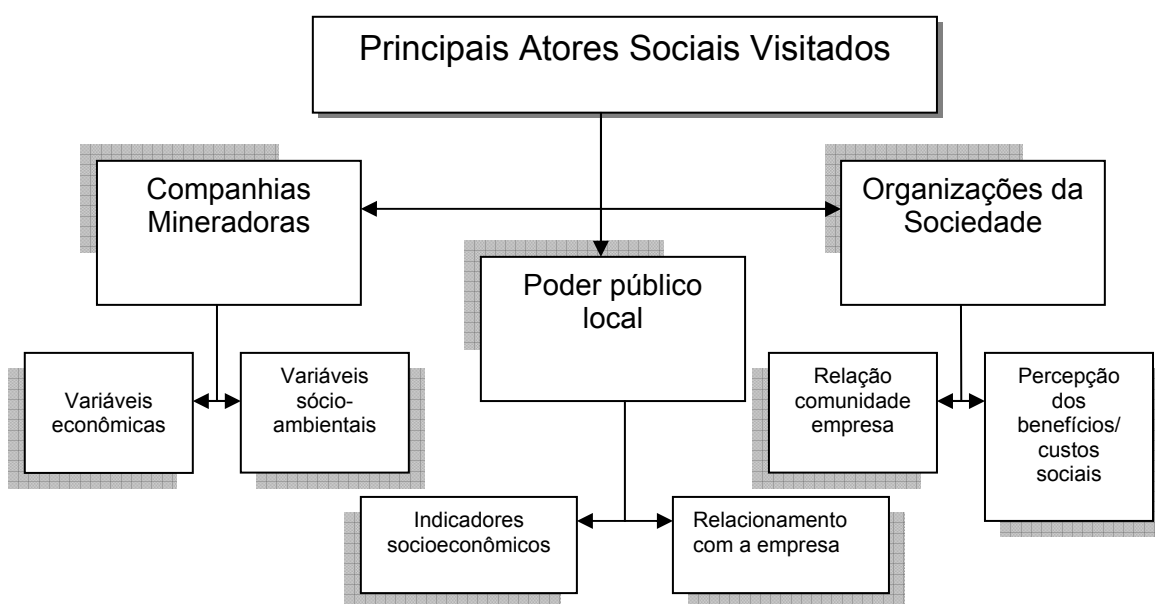 Principais Atores Sociais Visitados
Companhias
Mineradoras
Organizações da
Sociedade
Poder público
local
Variáveis
econômicas
Variáveis
sócio-
ambientais
Relação
comunidade
empresa
Percepção
dos
benefícios/
custos
sociais
Indicadores
socioeconômicos
Relacionamento
com a empresa